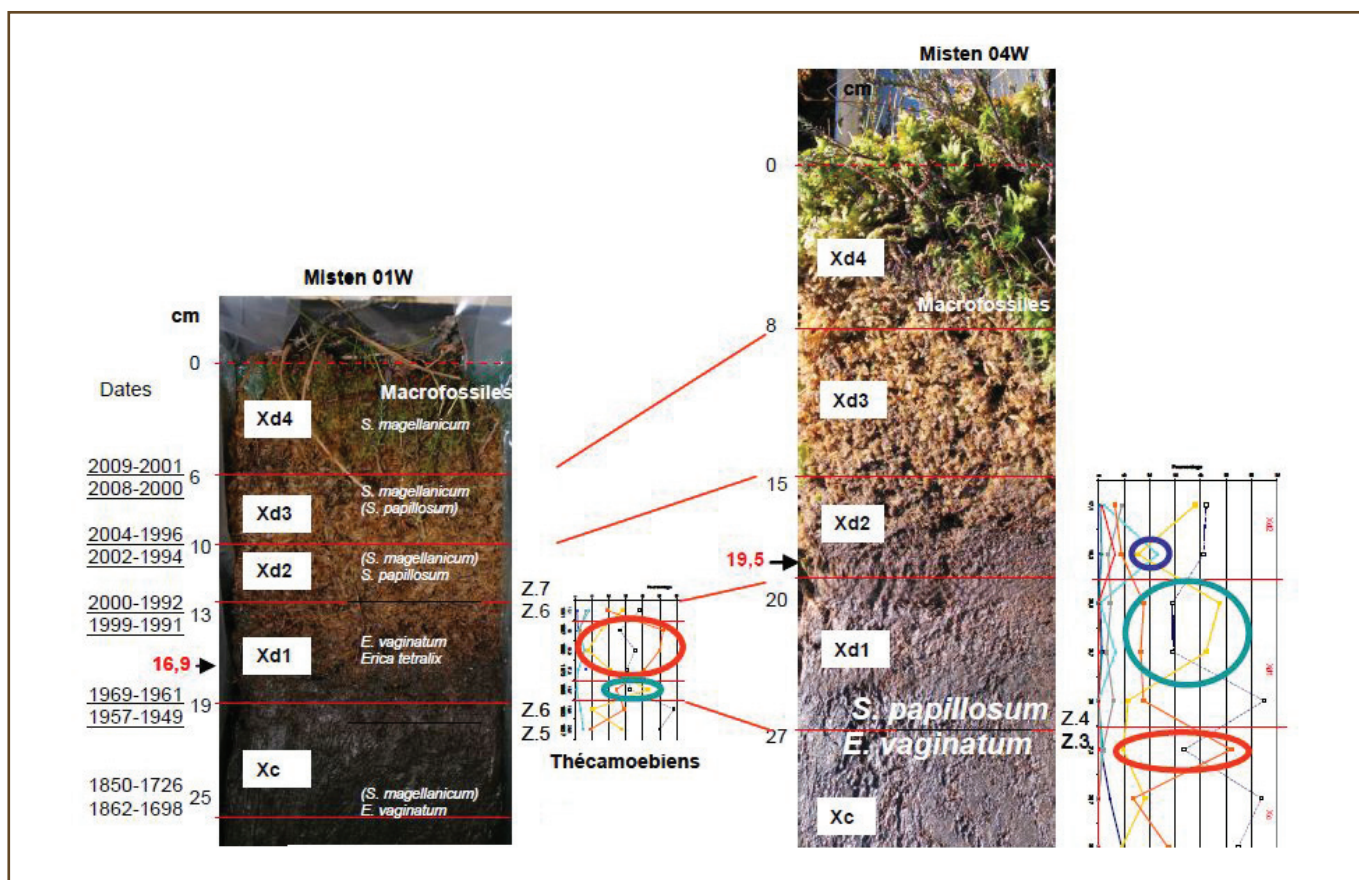 Misten 04W
cm
0
Xd4
Macrofossiles
8
Xd3
15
Xd2
19,5
20
Xd1
S. papillosum
27
E. vaginatum
Xc
Misten 01W
cm
0
Dates
Macrofossiles
Xd4
S. magellanicum
2009-2001
6
2008-2000
S. magellanicum
(S. papillosum)
Xd3
2004-1996
10
2002-1994
(S. magellanicum)
S. papillosum
Xd2
2000-1992
13
1999-1991
E. vaginatum
Erica tetralix
Xd1
16,9
1969-1961
19
1957-1949
Xc
1850-1726
25
1862-1698
(S. magellanicum)
E. vaginatum
Z.7
Z.6
Z.6
Z.5
Thécamoebiens
Xd2
Z.4
Z.3
Xc